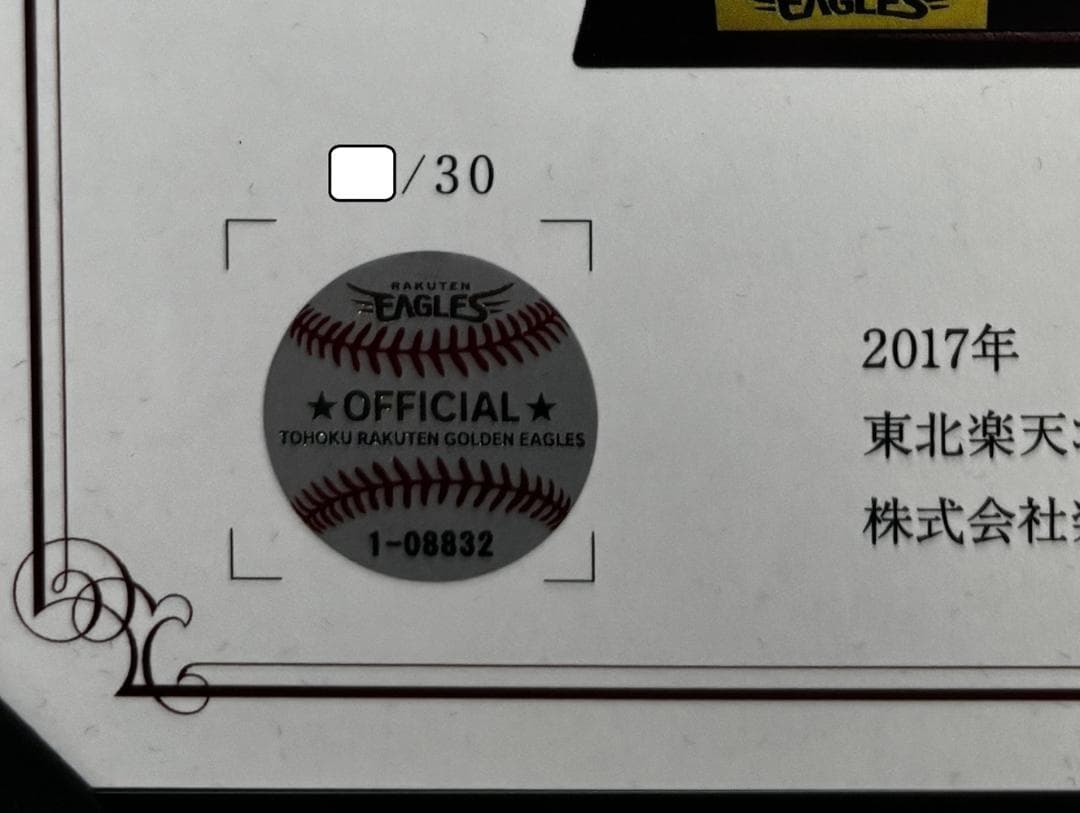 EAGLES
/30
RAKUTEN
EAGLES
★OFFICIAL★
TOHOKU RAKUTEN GOLDEN EAGLES
1-08832
2017年
東北楽天
株式会社